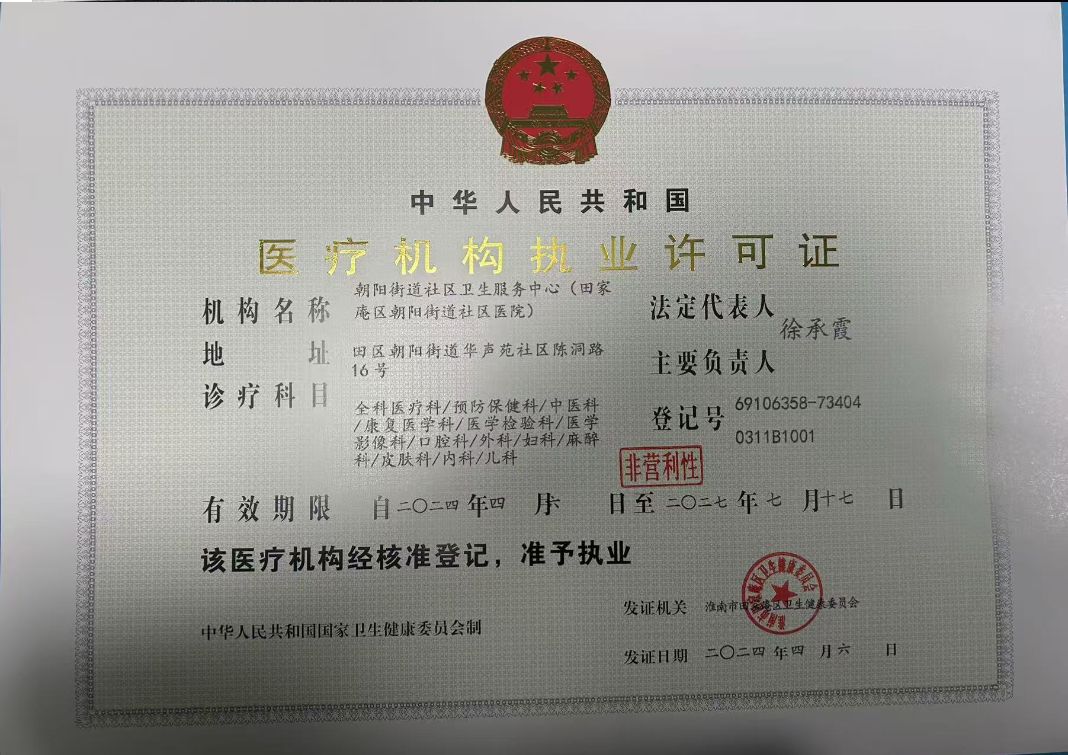 中华人民共和国
医疗机构执业许可证
机构名称 朝阳街道社区卫生服务中心（田家
庵区朝阳街道社区医院）
法定代表人
徐承霞
地址 田区朝阳街道华声苑社区陈洞路
16号
主要负责人
诊疗科目 全科医疗科/预防保健科/中医科
/康复医学科/医学检验科/医学
影像科/口腔科/外科/妇科/麻醉
科/皮肤科/内科/儿科
登记号 69106358-73404
0311B1001
非营利性
有效期限 自二〇二四年四月六日至二〇二七年七月十七日
该医疗机构经核准登记，准予执业
发证机关 淮南市田家庵区卫生健康委员会
中华人民共和国国家卫生健康委员会制
发证日期 二〇二四年四月六日